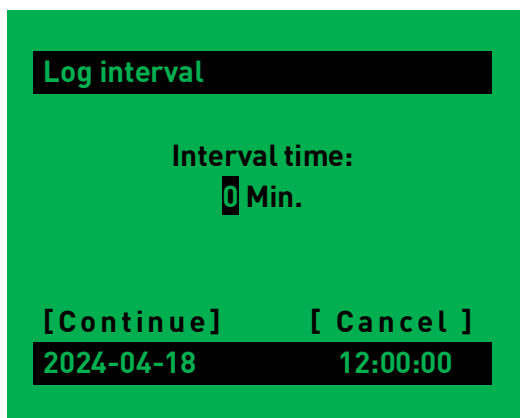 Log interval
Interval time:
0 Min.
[Continue] [ Cancel ]
2024-04-18 12:00:00